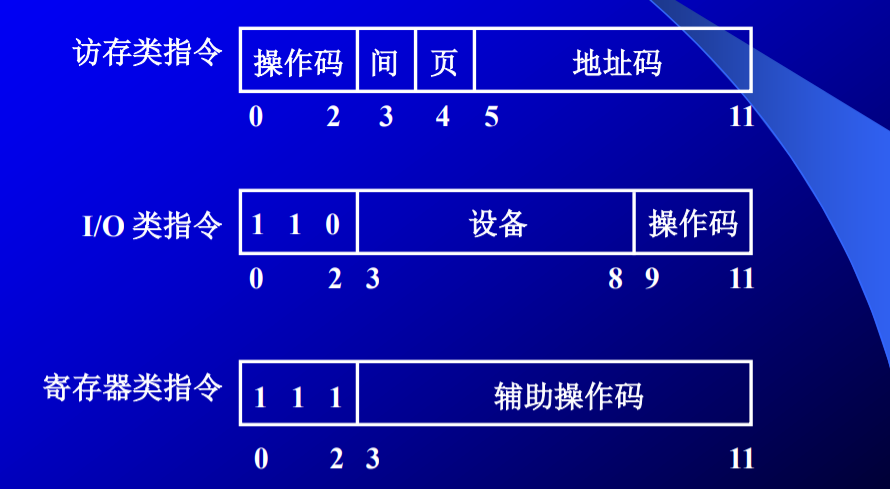 访存类指令 操作码 间 页 地址码
0 2 3 4 5 11
I/O 类指令 1 1 0 设备 操作码
0 2 3 8 9 11
寄存器类指令 1 1 1 辅助操作码
0 2 3 11